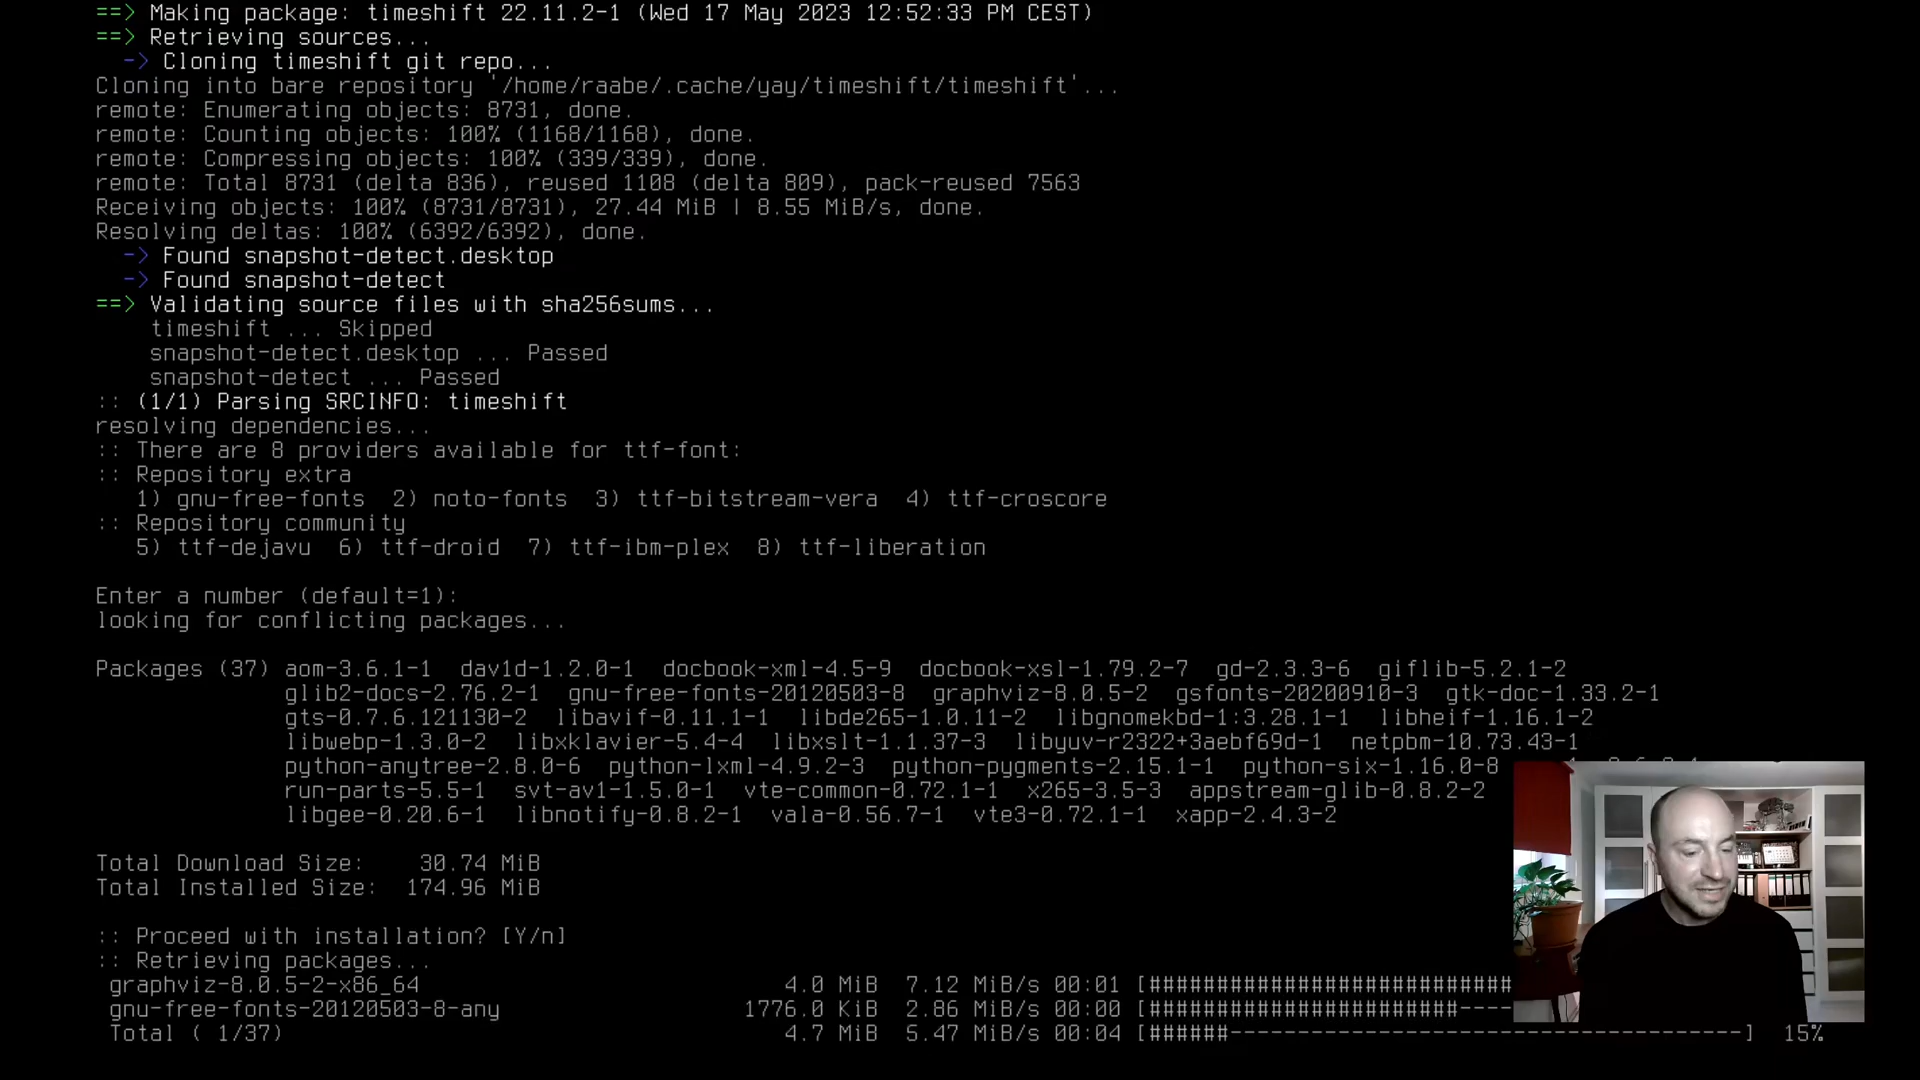 ==> Making package: timeshift 22.11.2-1 (Wed 17 May 2023 12:52:33 PM CEST)
==> Retrieving sources...
  -> Cloning timeshift git repo...
Cloning into bare repository '/home/raabe/.cache/yay/timeshift/timeshift'...
remote: Enumerating objects: 8731, done.
remote: Counting objects: 100% (1168/1168), done.
remote: Compressing objects: 100% (339/339), done.
remote: Total 8731 (delta 836), reused 1108 (delta 809), pack-reused 7563
Receiving objects: 100% (8731/8731), 27.44 MiB | 8.55 MiB/s, done.
Resolving deltas: 100% (6392/6392), done.
  -> Found snapshot-detect.desktop
  -> Found snapshot-detect
==> Validating source files with sha256sums...
    timeshift ... Skipped
    snapshot-detect.desktop ... Passed
    snapshot-detect ... Passed
:: (1/1) Parsing SRCINFO: timeshift
resolving dependencies...
:: There are 8 providers available for ttf-font:
:: Repository extra
   1) gnu-free-fonts  2) noto-fonts  3) ttf-bitstream-vera  4) ttf-croscore
:: Repository community
   5) ttf-dejavu  6) ttf-droid  7) ttf-ibm-plex  8) ttf-liberation
Enter a number (default=1):
looking for conflicting packages...
Packages (37) aom-3.6.1-1  dav1d-1.2.0-1  docbook-xml-4.5-9  docbook-xsl-1.79.2-7  gd-2.3.3-6  giflib-5.2.1-2
glib2-docs-2.76.2-1  gnu-free-fonts-20120503-8  graphviz-8.0.5-2  gsfonts-20200910-3  gtk-doc-1.33.2-1
gts-0.7.6.121130-2  libavif-0.11.1-1  libde265-1.0.11-2  libgnomekbd-1:3.28.1-1  libheif-1.16.1-2
libwebp-1.3.0-2  libxklavier-5.4-4  libxslt-1.1.37-3  libyuv-r2322+3aebf69d-1  netpbm-10.73.43-1
python-anytree-2.8.0-6  python-lxml-4.9.2-3  python-pygments-2.15.1-1  python-six-1.16.0-8
run-parts-5.5-1  svt-av1-1.5.0-1  vte-common-0.72.1-1  x265-3.5-3  appstream-glib-0.8.2-2
libgee-0.20.6-1  libnotify-0.8.2-1  vala-0.56.7-1  vte3-0.72.1-1  xapp-2.4.3-2
Total Download Size:    30.74 MiB
Total Installed Size:  174.96 MiB
:: Proceed with installation? [Y/n]
:: Retrieving packages...
graphviz-8.0.5-2-x86_64  4.0 MiB  7.12 MiB/s 00:01 [###########################
gnu-free-fonts-20120503-8-any  1776.0 KiB  2.86 MiB/s 00:00 [#######################----
Total ( 1/37)  4.7 MiB  5.47 MiB/s 00:04 [######--------------------------------------]  15%